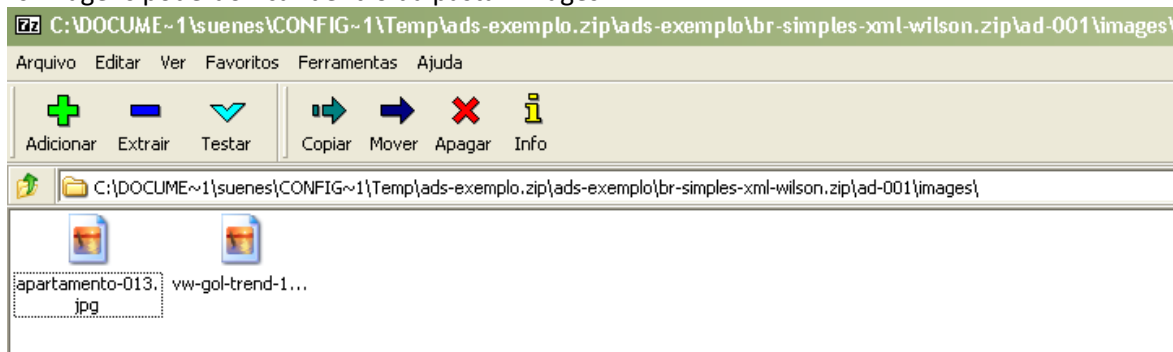 C:\DOCUME~1\suenes\CONFIG~1\Temp\ads-exemplo.zip\ads-exemplo\br-simples-xml-wilson.zip\ad-001\images\
Arquivo Editar Ver Favoritos Ferramentas Ajuda
Adicionar Extrair Testar Copiar Mover Apagar Info
C:\DOCUME~1\suenes\CONFIG~1\Temp\ads-exemplo.zip\ads-exemplo\br-simples-xml-wilson.zip\ad-001\images\
apartamento-013. vw-gol-trend-1...
jpg